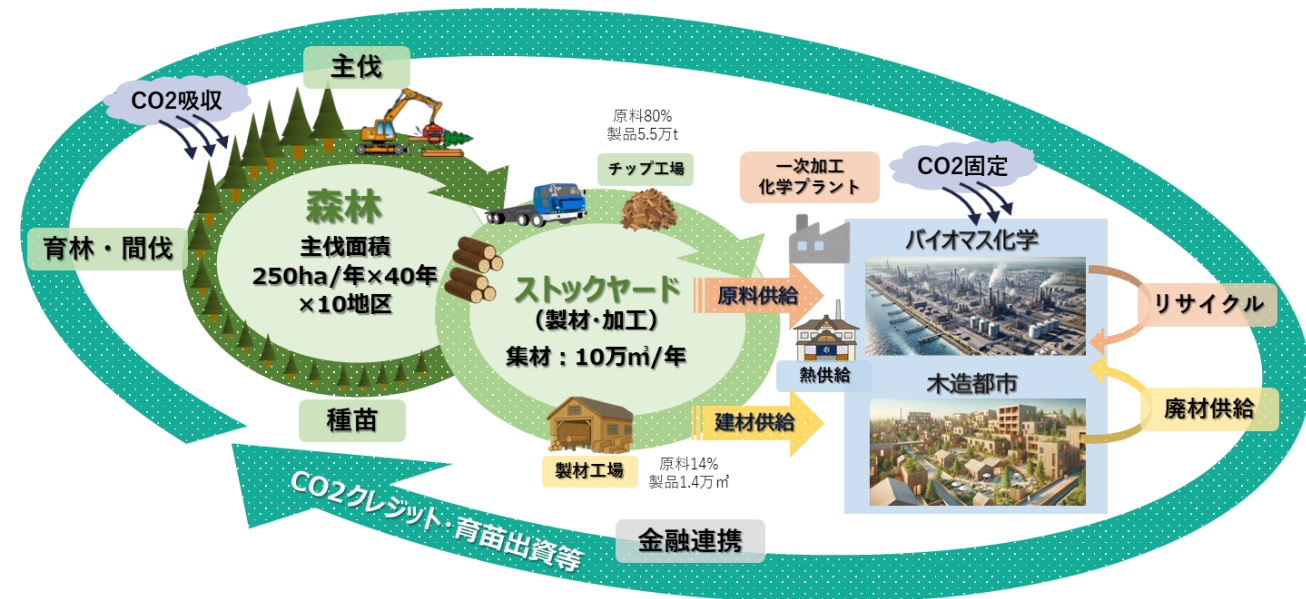 主伐
CO2吸収
育林・間伐
森林
主伐面積
250ha/年×40年
×10地区
種苗
原料80%
製品5.5万t
チップ工場
ストックヤード
（製材・加工）
集材：10万㎥/年
製材工場
原料14%
製品1.4万㎥
一次加工
化学プラント
CO2固定
原料供給
熱供給
建材供給
バイオマス化学
木造都市
リサイクル
廃材供給
CO2クレジット・育苗出資等
金融連携